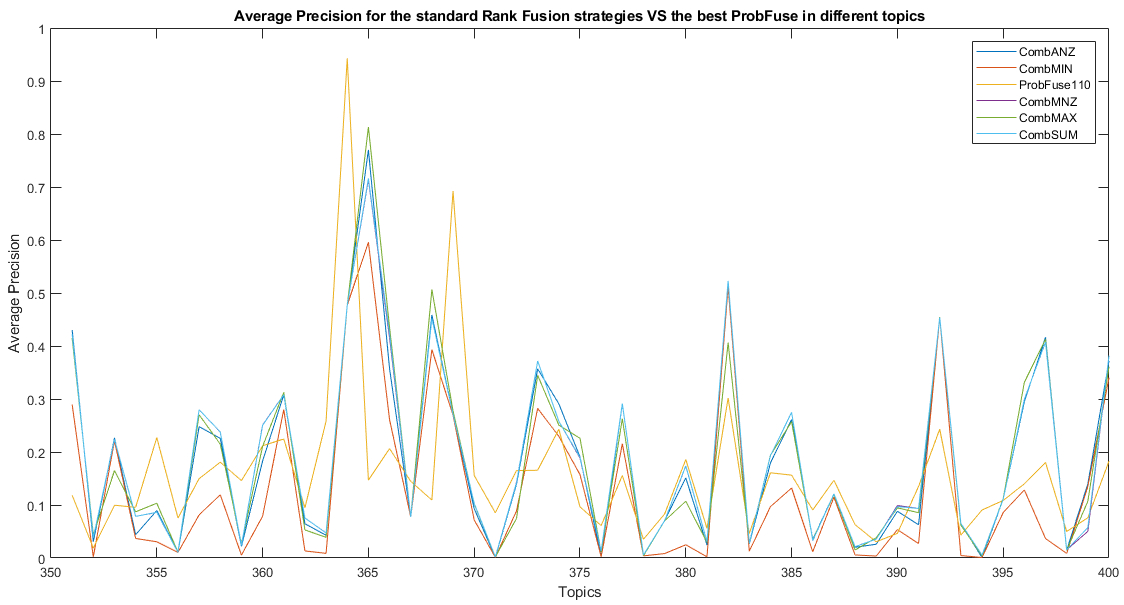 Average Precision for the standard Rank Fusion strategies VS the best ProbFuse in different topics
1
0.9
0.8
0.7
0.6
0.5
0.4
0.3
0.2
0.1
0
Average Precision
CombANZ
CombMIN
ProbFuse110
CombMNZ
CombMAX
CombSUM
350 355 360 365 370 375 380 385 390 395 400
Topics